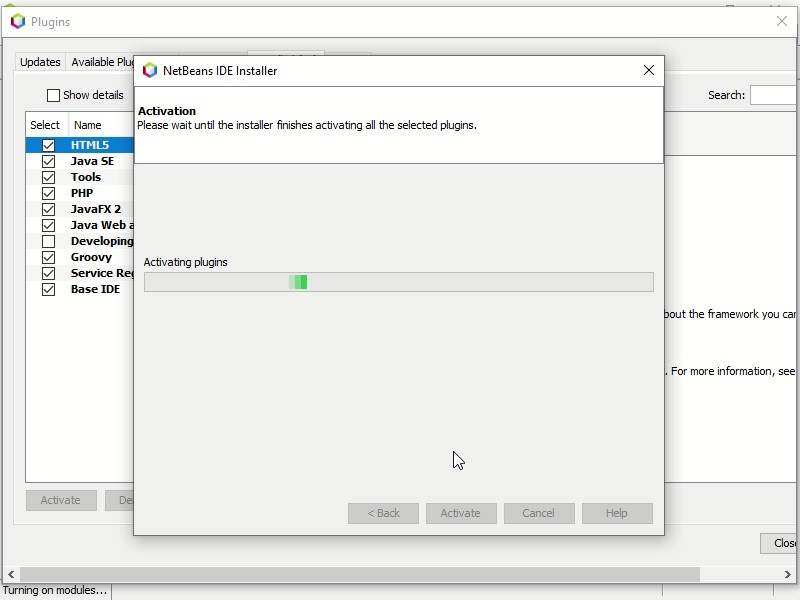 Plugins
Updates
Available Plu
NetBeans IDE Installer
Show details
Search:
Activation
Please wait until the installer finishes activating all the selected plugins.
Select
Name
HTML5
Java SE
Tools
PHP
JavaFX 2
Java Web a
Developing
Groovy
Service Reg
Base IDE
Activating plugins
bout the framework you can
. For more information, see
Activate
De
< Back
Activate
Cancel
Help
Close
Turning on modules...